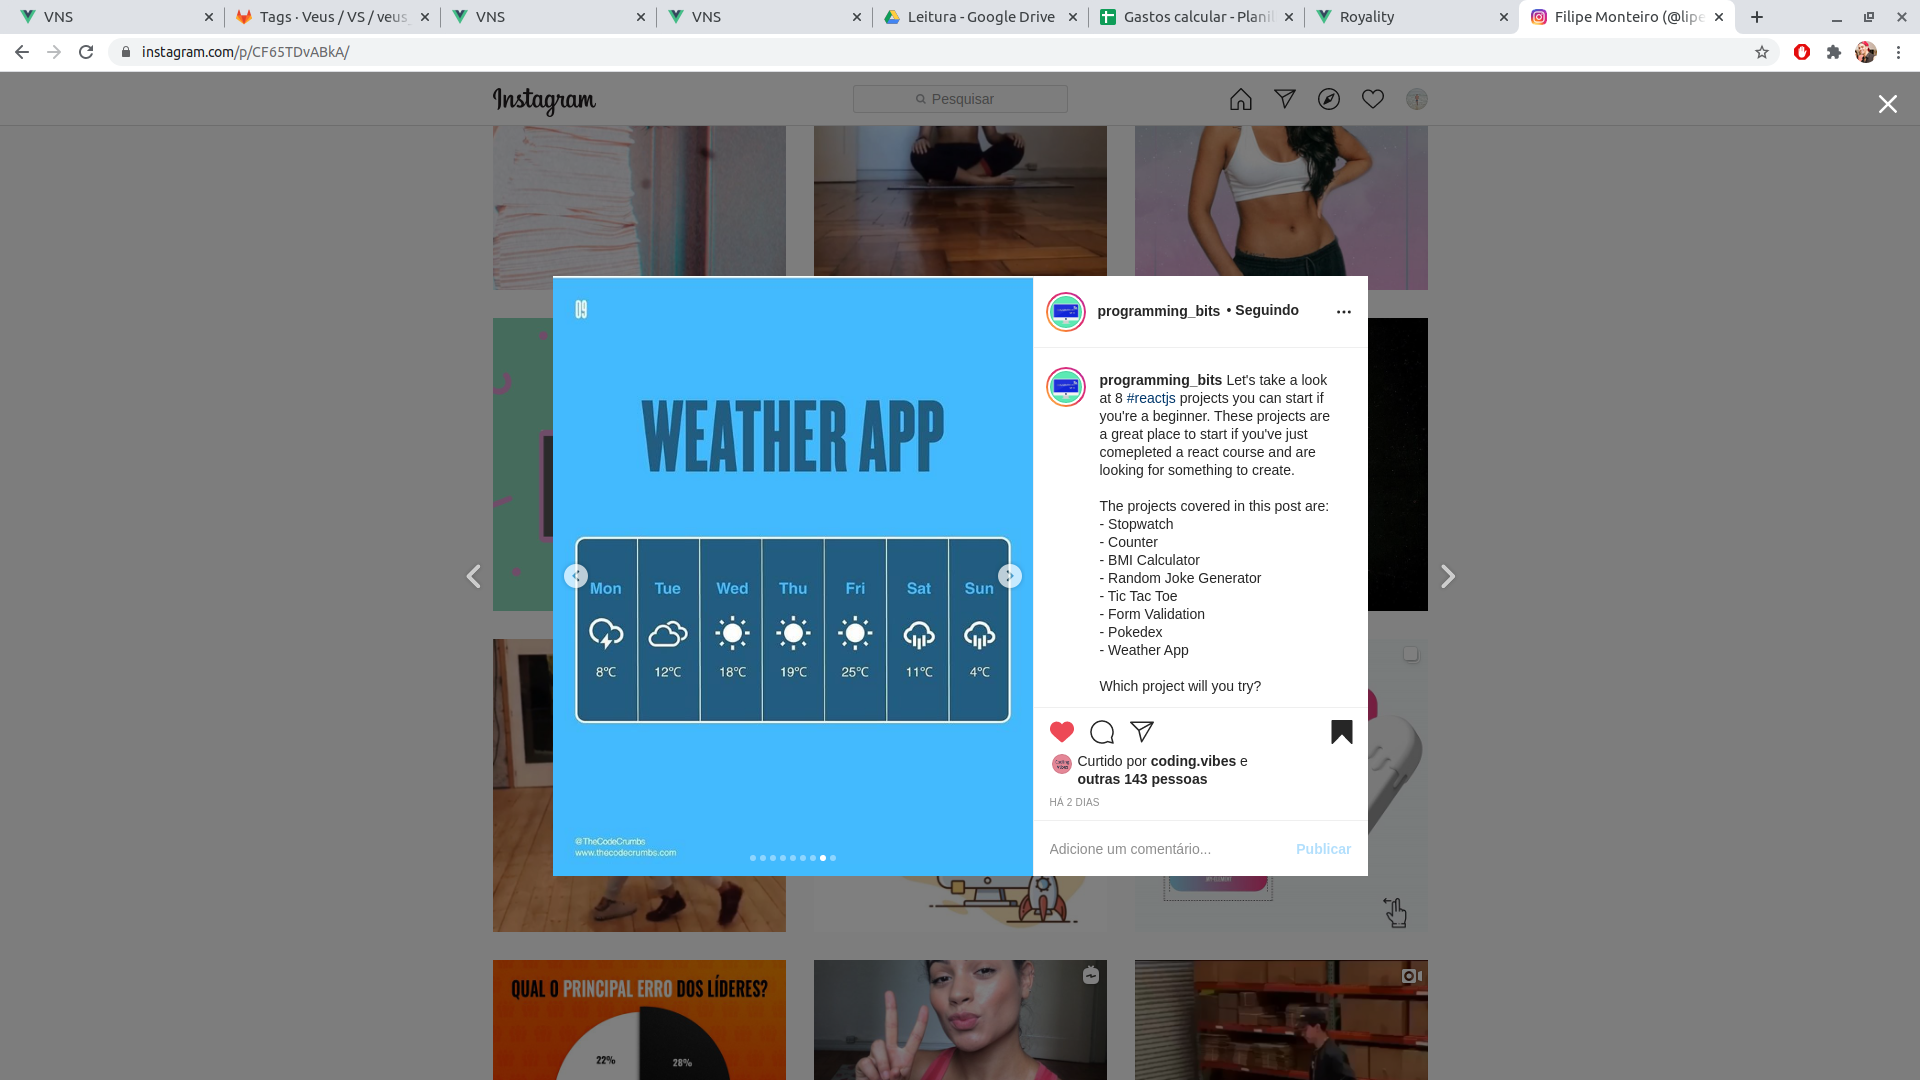 VNS
Tags · Veus / VS / veus_
VNS
VNS
Leitura - Google Drive
Gastos calcular - Planil
Royality
Filipe Monteiro (@lipe
instagram.com/p/CF65TDvABkA/
Instagram
Pesquisar
09
WEATHER APP
Mon Tue Wed Thu Fri Sat Sun
8°C 12°C 18°C 19°C 25°C 11°C 4°C
@TheCodeCrumbs
www.thecodecrumbs.com
programming_bits • Seguindo
programming_bits Let's take a look
at 8 #reactjs projects you can start if
you're a beginner. These projects are
a great place to start if you've just
comepleted a react course and are
looking for something to create.
The projects covered in this post are:
- Stopwatch
- Counter
- BMI Calculator
- Random Joke Generator
- Tic Tac Toe
- Form Validation
- Pokedex
- Weather App
Which project will you try?
Curtido por coding.vibes e
outras 143 pessoas
HÁ 2 DIAS
Adicione um comentário...
Publicar
QUAL O PRINCIPAL ERRO DOS LÍDERES?
22%
28%